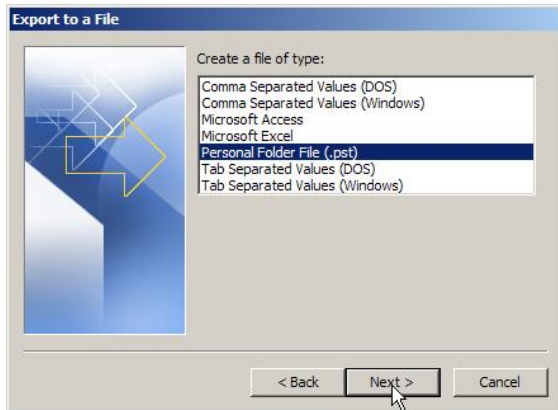 Export to a File
Create a file of type:
Comma Separated Values (DOS)
Comma Separated Values (Windows)
Microsoft Access
Microsoft Excel
Personal Folder File (.pst)
Tab Separated Values (DOS)
Tab Separated Values (Windows)
< Back
Next >
Cancel